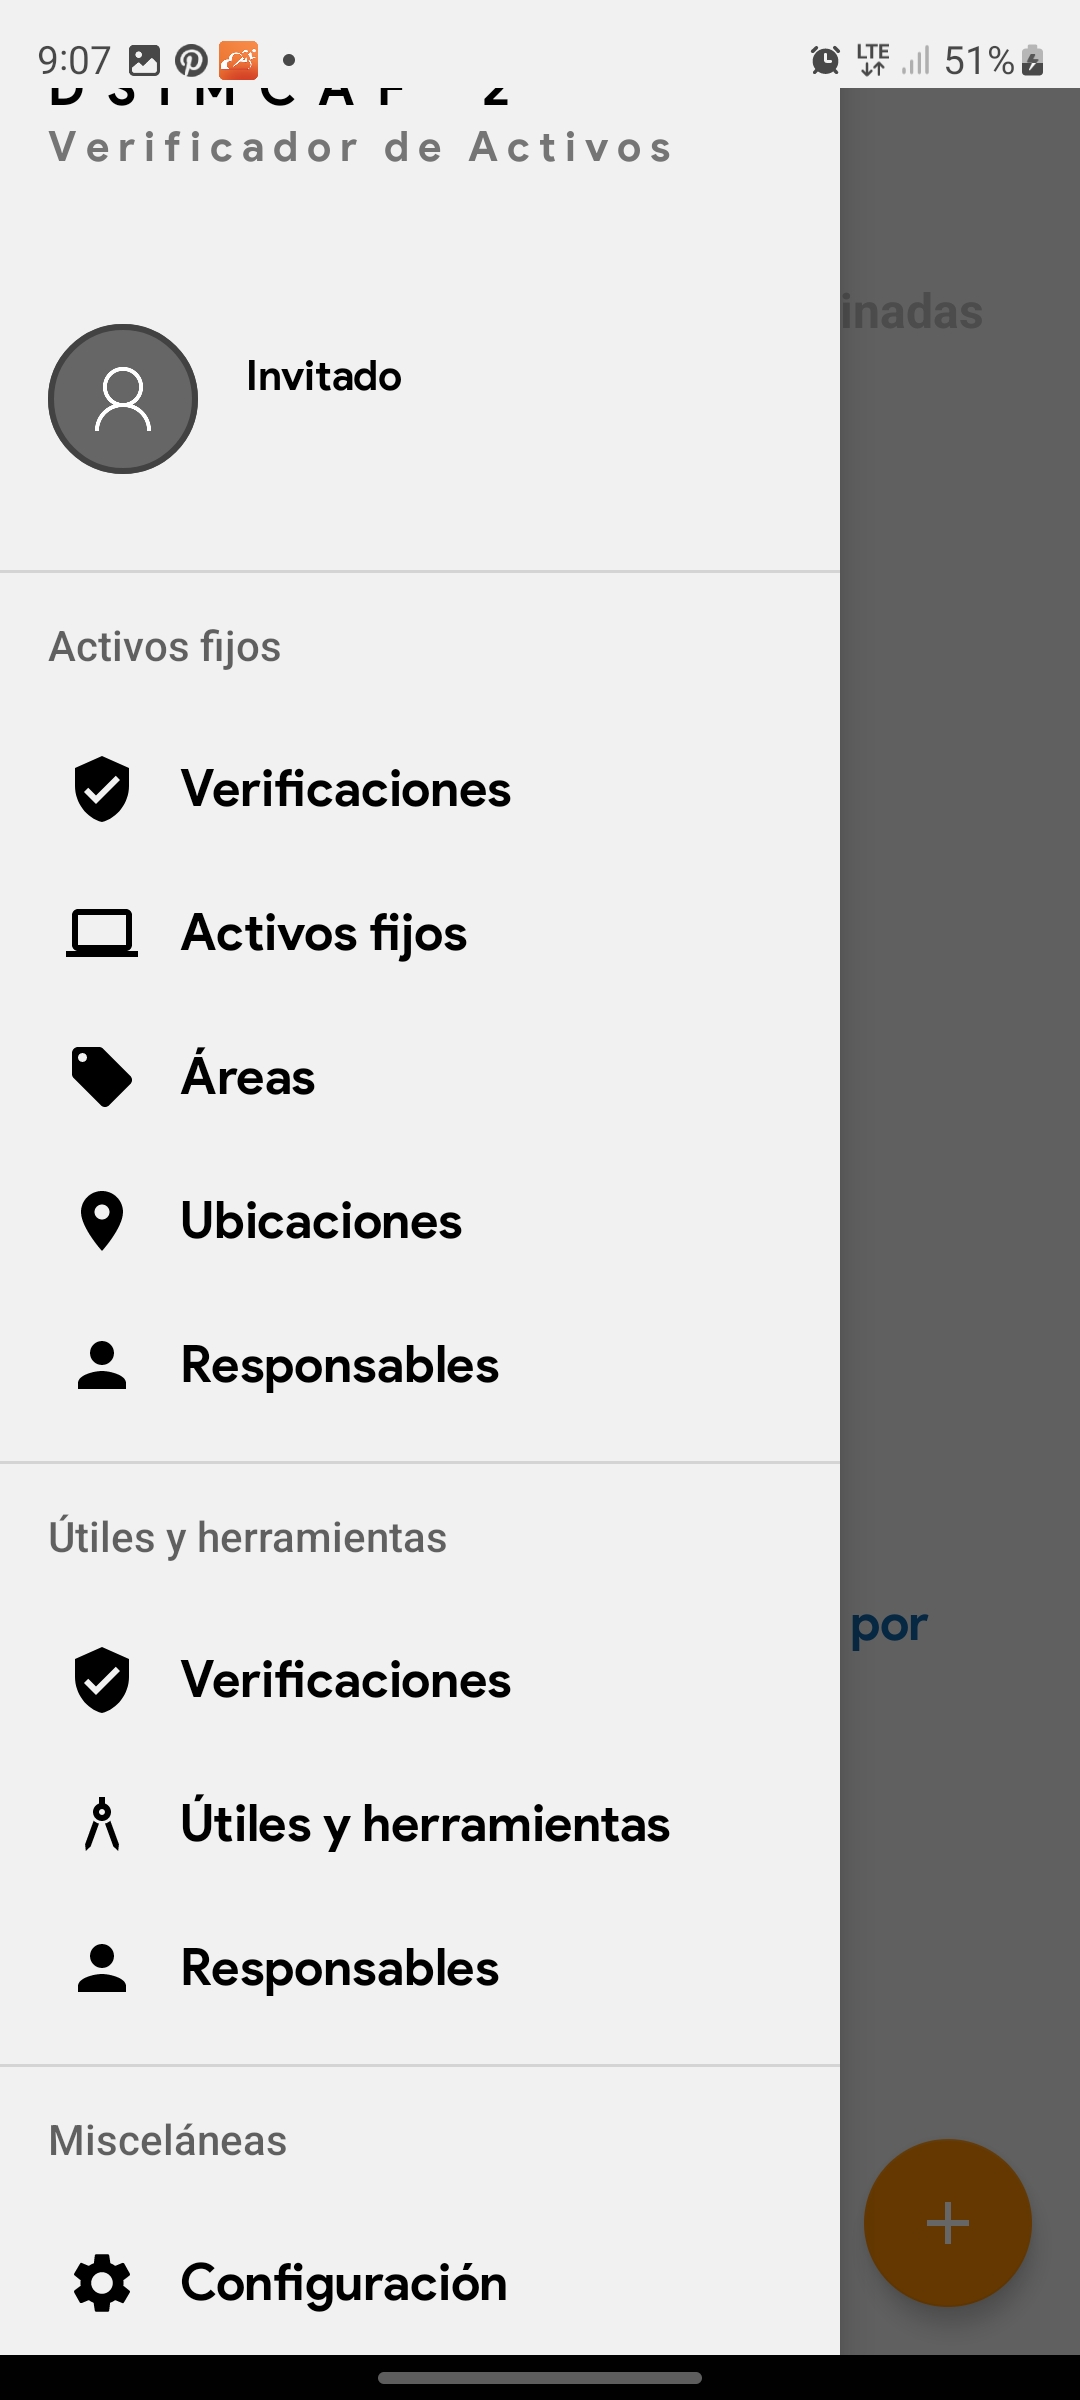 9:07
LTE
51%
Verificador de Activos
inadas
Invitado
Activos fijos
Verificaciones
Activos fijos
Áreas
Ubicaciones
Responsables
Útiles y herramientas
por
Verificaciones
Útiles y herramientas
Responsables
Misceláneas
Configuración